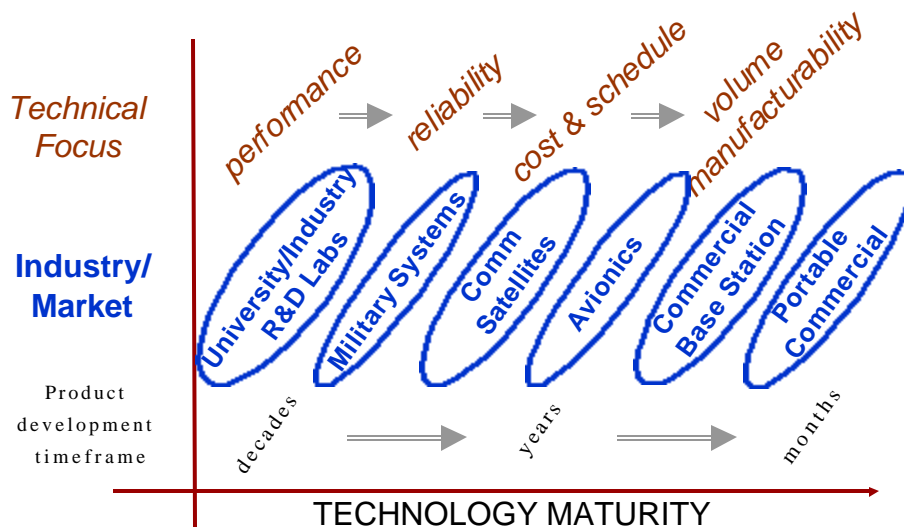 Technical
Focus
performance
reliability
cost & schedule
volume
manufacturability
Industry/
Market
University/Industry
R&D Labs
Military Systems
Comm
Satellites
Avionics
Commercial
Base Station
Portable
Commercial
Product
development
timeframe
decades
years
months
TECHNOLOGY MATURITY